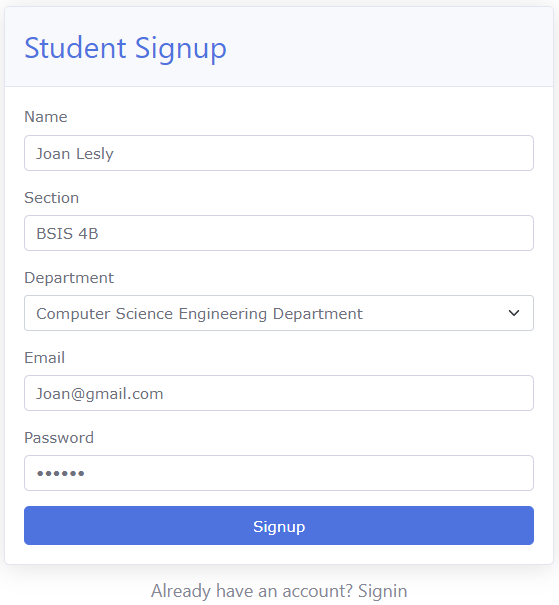 Student Signup
Name
Joan Lesly
Section
BSIS 4B
Department
Computer Science Engineering Department
Email
Joan@gmail.com
Password
••••••
Signup
Already have an account? Signin